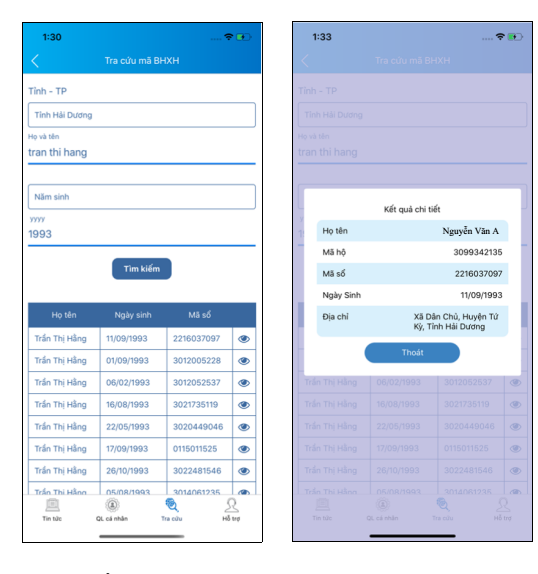 1:30
Tra cứu mã BHXH
Tỉnh - TP
Tỉnh Hải Dương
Họ và tên
tran thi hang
Năm sinh
yyyy
1993
Tìm kiếm
Họ tên Ngày sinh Mã số
Trần Thị Hằng 11/09/1993 2216037097
Trần Thị Hằng 01/09/1993 3012005228
Trần Thị Hằng 06/02/1993 3012052537
Trần Thị Hằng 16/08/1993 3021735119
Trần Thị Hằng 22/05/1993 3020449046
Trần Thị Hằng 17/09/1993 0115011525
Trần Thị Hằng 26/10/1993 3022481546
Trần Thị Hằng 05/08/1993 3014061235
Tin tức QL cá nhân Tra cứu Hỗ trợ
1:33
Tra cứu mã BHXH
Tỉnh - TP
Tỉnh Hải Dương
Họ và tên
tran thi hang
Kết quả chi tiết
Họ tên Nguyễn Văn A
Mã hộ 3099342135
Mã số 2216037097
Ngày Sinh 11/09/1993
Địa chỉ Xã Dân Chủ, Huyện Tứ
Kỳ, Tỉnh Hải Dương
Thoát
Trần Thị Hằng 06/02/1993 3012052537
Trần Thị Hằng 16/08/1993 3021735119
Trần Thị Hằng 22/05/1993 3020449046
Trần Thị Hằng 17/09/1993 0115011525
Trần Thị Hằng 26/10/1993 3022481546
Trần Thị Hằng 05/08/1993 3014061235
Tin tức QL cá nhân Tra cứu Hỗ trợ